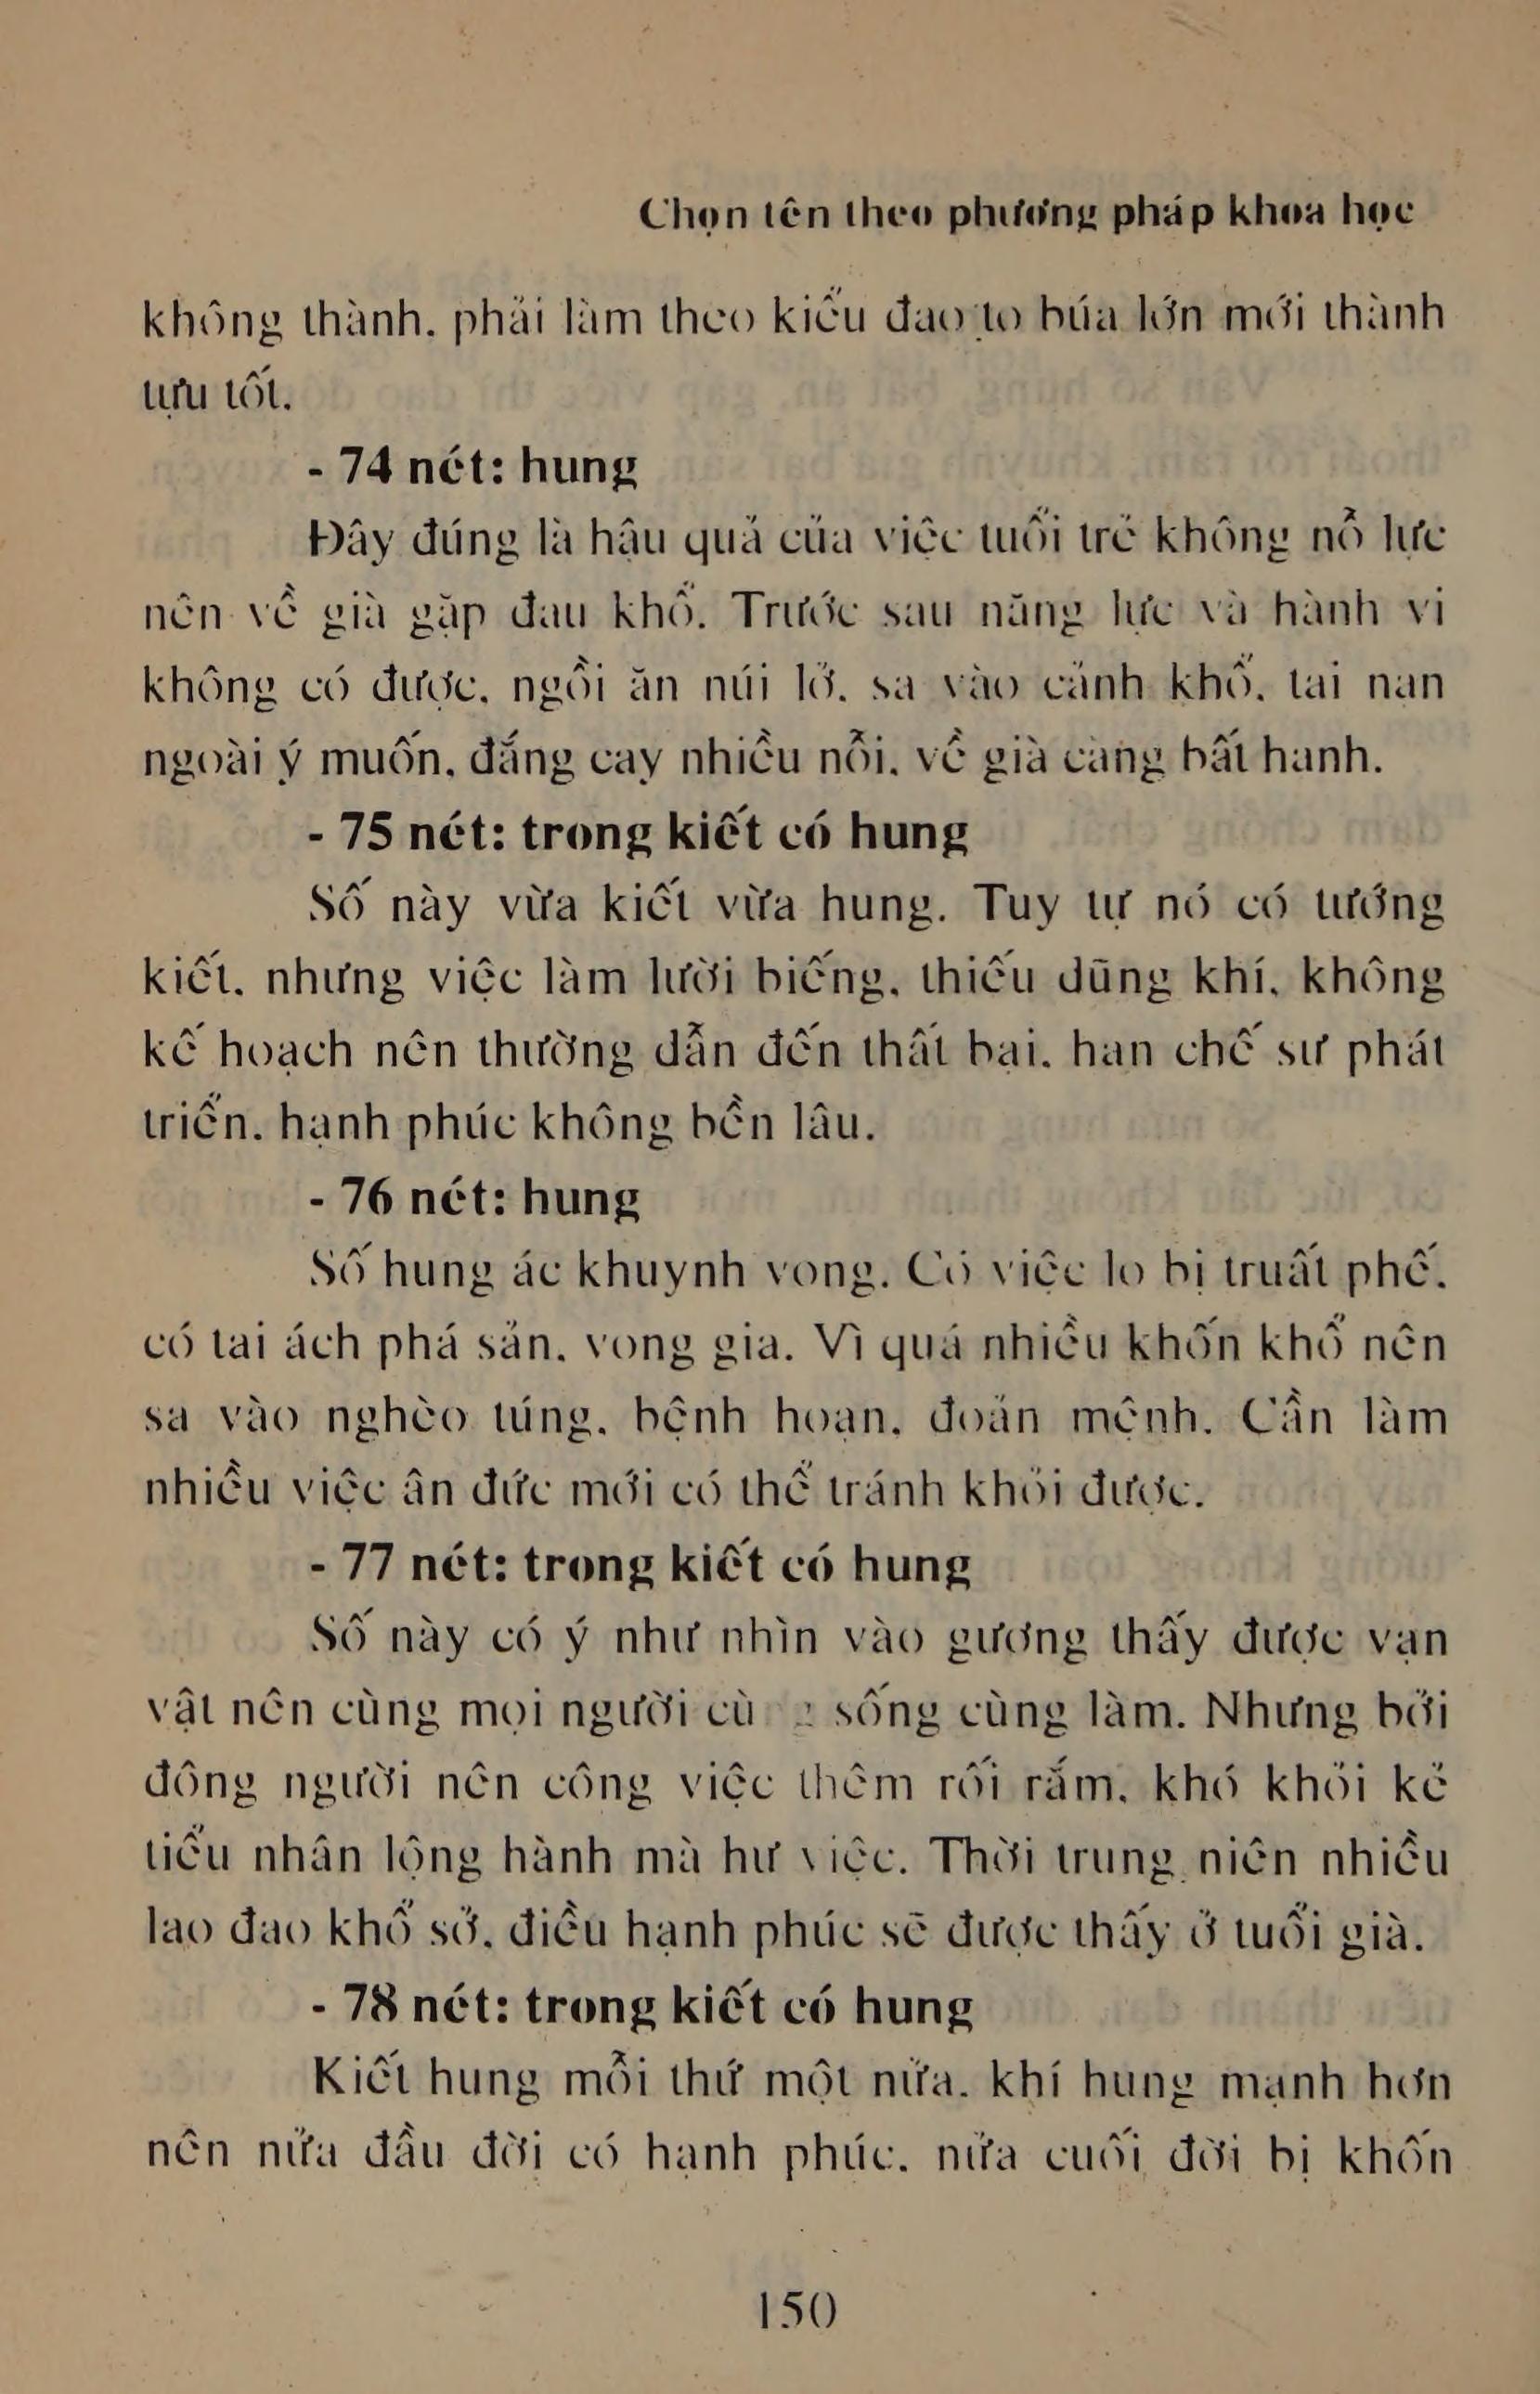 Chọn tên theo phương pháp khoa học
không thành, phải làm theo kiểu đao to búa lớn mới thành
tựu tốt.
- 74 nét: hung
Đây đúng là hậu quả của việc tuổi trẻ không nỗ lực
nên về già gặp đau khổ. Trước sau năng lực và hành vi
không có được, ngồi ăn núi lở, sa vào cảnh khổ, tai nạn
ngoài ý muốn, đắng cay nhiều nỗi, về già càng bất hạnh.
- 75 nét: trong kiết có hung
Số này vừa kiết vừa hung. Tuy tự nó có tướng
kiết, nhưng việc làm lười biếng, thiếu dũng khí, không
kế hoạch nên thường dẫn đến thất bại, hạn chế sự phát
triển, hạnh phúc không bền lâu.
- 76 nét: hung
Số hung ác khuynh vong. Có việc lo bị truất phế,
có tai ách phá sản, vong gia. Vì quá nhiều khốn khổ nên
sa vào nghèo túng, bệnh hoạn, đoản mệnh. Cần làm
nhiều việc ân đức mới có thể tránh khỏi được.
- 77 nét: trong kiết có hung
Số này có ý như nhìn vào gương thấy được vạn
vật nên cùng mọi người cùng sống cùng làm. Nhưng bởi
đông người nên công việc thêm rối rắm, khó khỏi kẻ
tiểu nhân lộng hành mà hư việc. Thời trung niên nhiều
lao đao khổ sở, điều hạnh phúc sẽ được thấy ở tuổi già.
- 78 nét: trong kiết có hung
Kiết hung mỗi thứ một nửa, khí hung mạnh hơn
nên nửa đầu đời có hạnh phúc, nửa cuối đời bị khốn
150